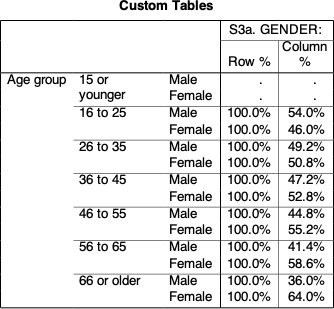 Custom Tables
S3a. GENDER:
Row % Column %
Age group 15 or younger Male . .
Female . .
16 to 25 Male 100.0% 54.0%
Female 100.0% 46.0%
26 to 35 Male 100.0% 49.2%
Female 100.0% 50.8%
36 to 45 Male 100.0% 47.2%
Female 100.0% 52.8%
46 to 55 Male 100.0% 44.8%
Female 100.0% 55.2%
56 to 65 Male 100.0% 41.4%
Female 100.0% 58.6%
66 or older Male 100.0% 36.0%
Female 100.0% 64.0%